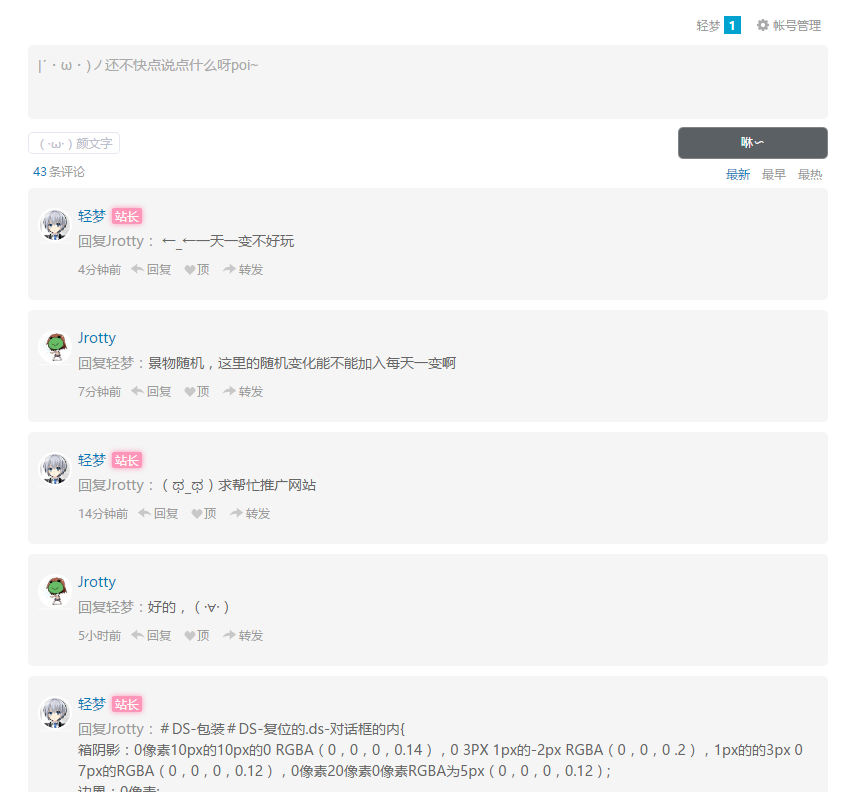 轻梦 1 帐号管理
|´・ω・)ノ还不快点说点什么呀poi~
( ·ω· ) 颜文字
咻∽
43 条评论
最新 最早 最热
轻梦 站长
回复Jrotty： ←_←一天一变不好玩
4分钟前 回复 顶 转发
Jrotty
回复轻梦：景物随机，这里的随机变化能不能加入每天一变啊
7分钟前 回复 顶 转发
轻梦 站长
回复Jrotty：（ಥ_ಥ）求帮忙推广网站
14分钟前 回复 顶 转发
Jrotty
回复轻梦：好的，（·∀·）
5小时前 回复 顶 转发
轻梦 站长
回复Jrotty： ＃DS-包装＃DS-复位的.ds-对话框的内{
箱阴影：0像素10px的10px的0 RGBA（0，0，0，0.14），0 3PX 1px的-2px RGBA（0，0，0 .2），1px的的3px 0
7px的RGBA（0，0，0，0.12），0像素20像素0像素RGBA为5px（0，0，0，0.12）;
边界：0像素;